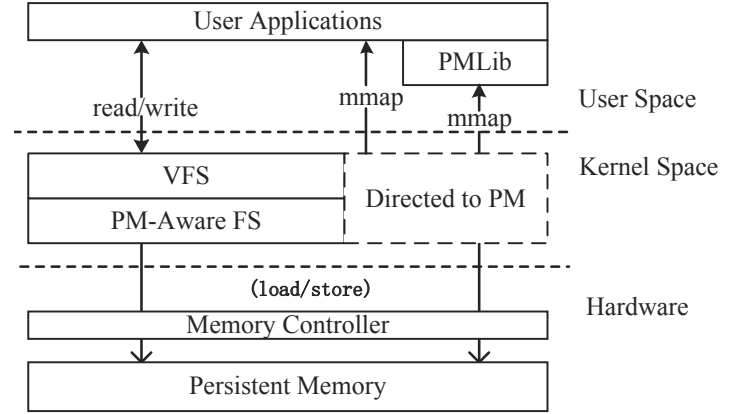 User Applications
PMLib
read/write
mmap
mmap
User Space
Kernel Space
VFS
Directed to PM
PM-Aware FS
(load/store)
Hardware
Memory Controller
Persistent Memory